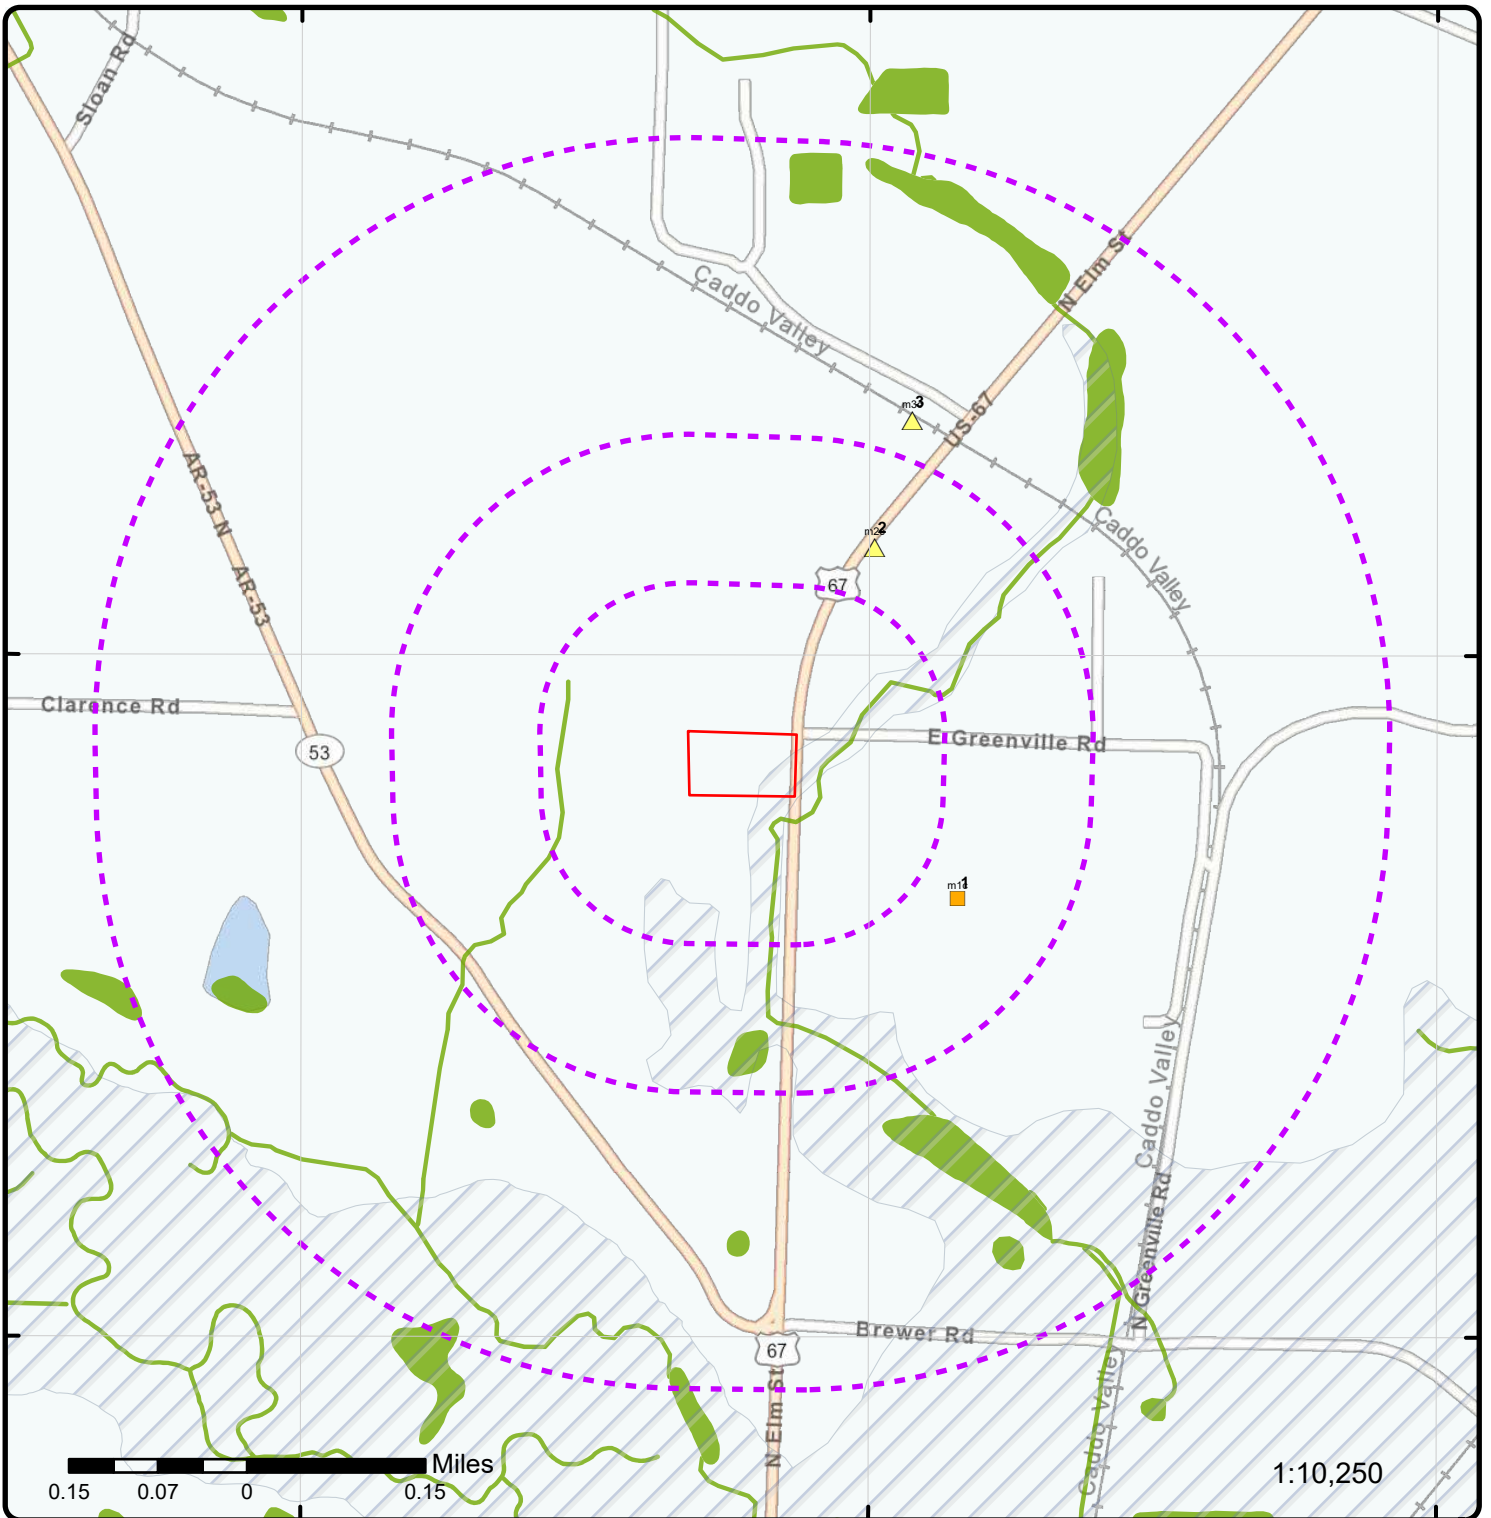 Sloan Rd
N Elm St
Caddo Valley
m3
3
US-67
AR-53 N
m2
2
Caddo Valley
67
AR-53
Clarence Rd
E Greenville Rd
53
1
Caddo Valley
N Greenville Rd
Brewer Rd
67
N Elm St
Caddo Valley
Miles
0.15 0.07 0 0.15
1:10,250